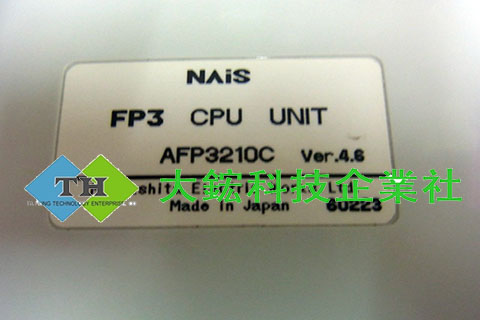 NAiS
FP3 CPU UNIT
AFP3210C Ver.4.6
TH
大鋐科技企業社
Made in Japan 60223